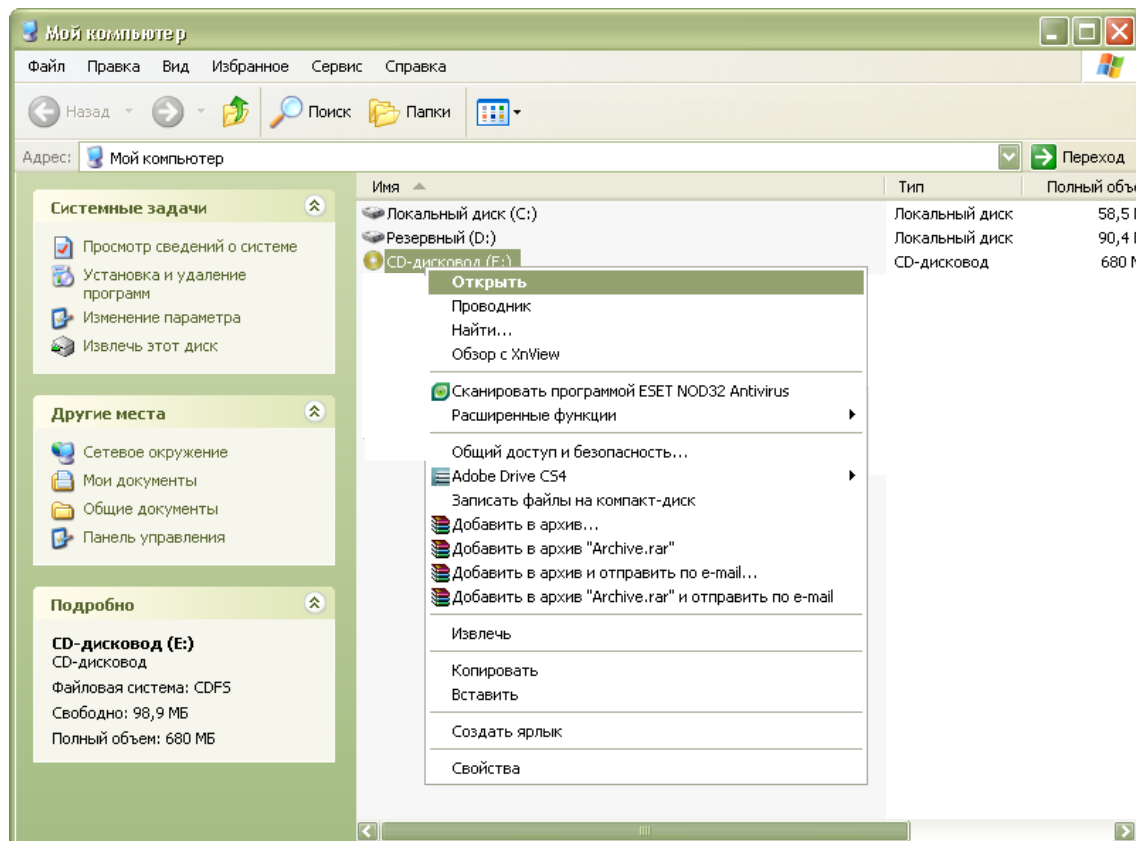 Мой компьютер
Файл Правка Вид Избранное Сервис Справка
Назад Поиск Папки
Адрес: Мой компьютер Переход
Имя Тип Полный объ
Системные задачи
Просмотр сведений о системе
Установка и удаление
программ
Изменение параметра
Извлечь этот диск
Другие места
Сетевое окружение
Мои документы
Общие документы
Панель управления
Подробно
CD-дисковод (E:)
CD-дисковод
Файловая система: CDFS
Свободно: 98,9 МБ
Полный объем: 680 МБ
Локальный диск (C:) Локальный диск 58,5
Резервный (D:) Локальный диск 90,4
CD-дисковод (E:) CD-дисковод 680
Открыть
Проводник
Найти...
Обзор с XnView
Сканировать программой ESET NOD32 Antivirus
Расширенные функции
Общий доступ и безопасность...
Adobe Drive CS4
Записать файлы на компакт-диск
Добавить в архив...
Добавить в архив "Archive.rar"
Добавить в архив и отправить по e-mail...
Добавить в архив "Archive.rar" и отправить по e-mail
Извлечь
Копировать
Вставить
Создать ярлык
Свойства